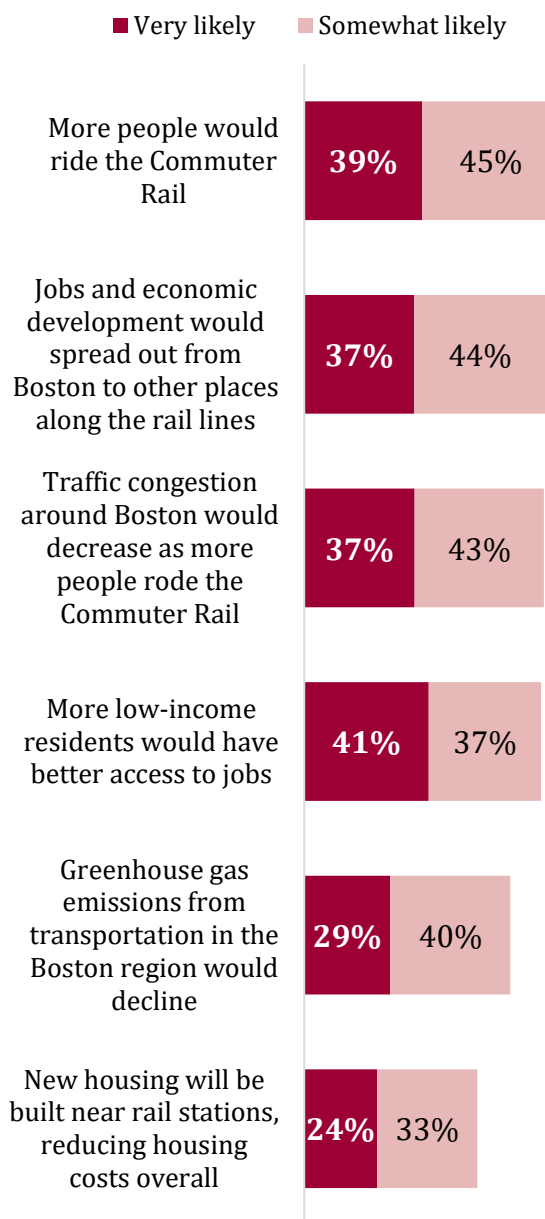 Very likely Somewhat likely
More people would
ride the Commuter
Rail
39% 45%
Jobs and economic
development would
spread out from
Boston to other places
along the rail lines
37% 44%
Traffic congestion
around Boston would
decrease as more
people rode the
Commuter Rail
37% 43%
More low-income
residents would have
better access to jobs
41% 37%
Greenhouse gas
emissions from
transportation in the
Boston region would
decline
29% 40%
New housing will be
built near rail stations,
reducing housing
costs overall
24% 33%